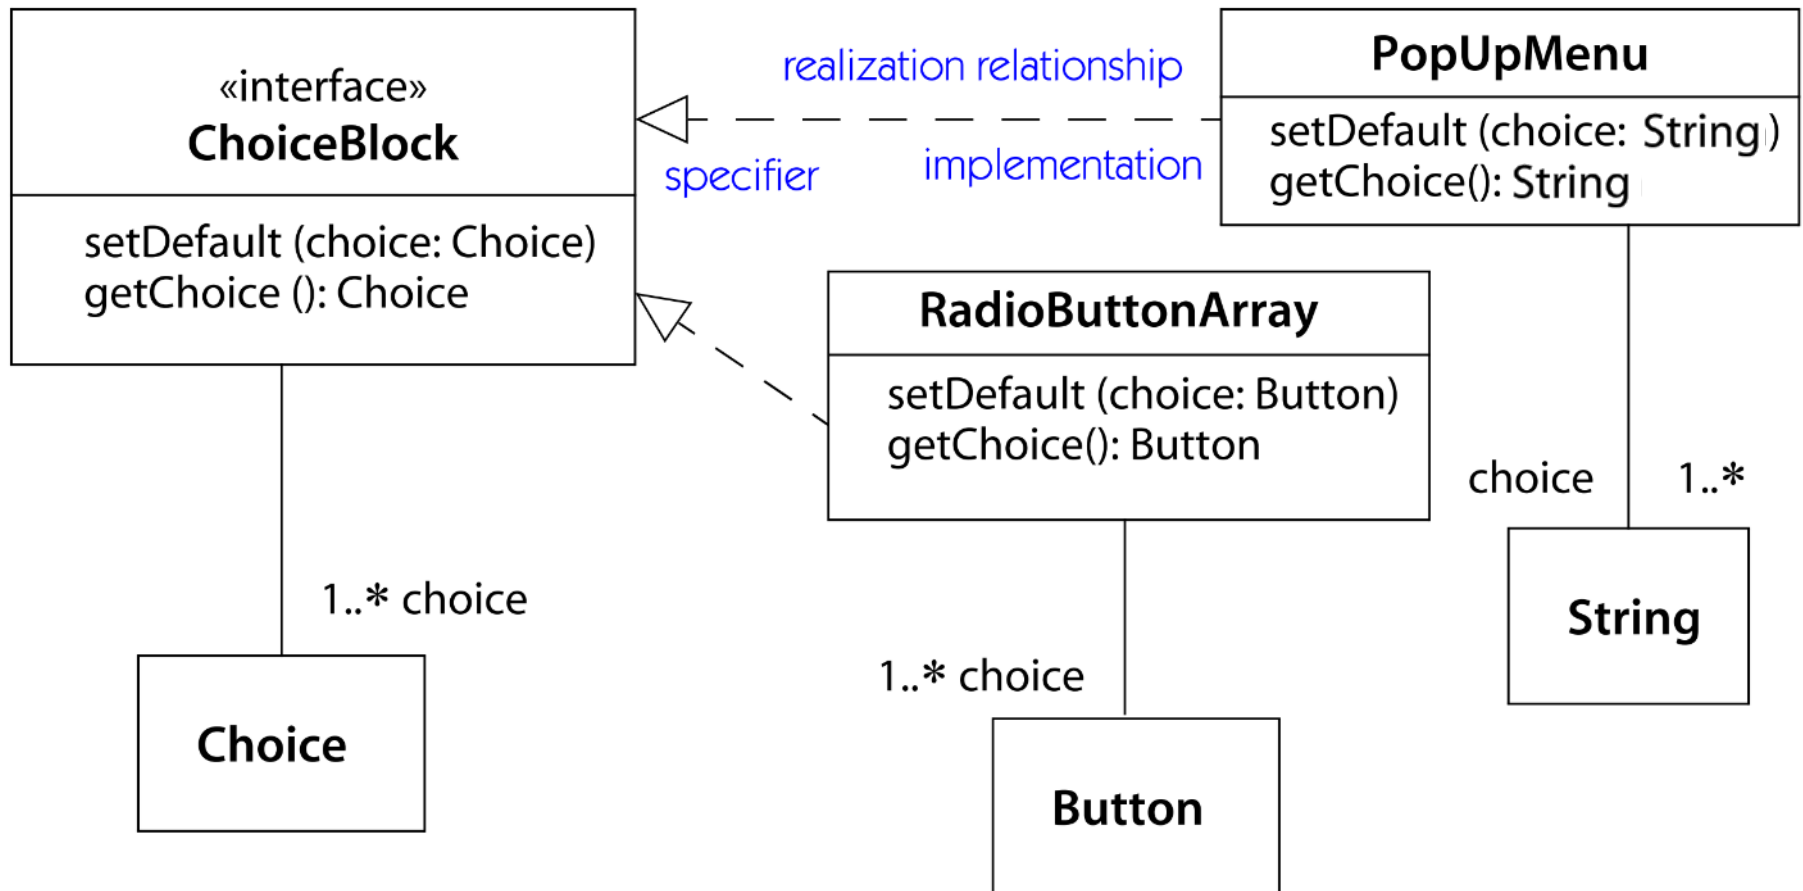 «interface»
ChoiceBlock
setDefault (choice: Choice)
getChoice (): Choice
realization relationship
specifier
implementation
PopUpMenu
setDefault (choice: String)
getChoice(): String
RadioButtonArray
setDefault (choice: Button)
getChoice(): Button
choice 1..*
String
1..* choice
Choice
1..* choice
Button